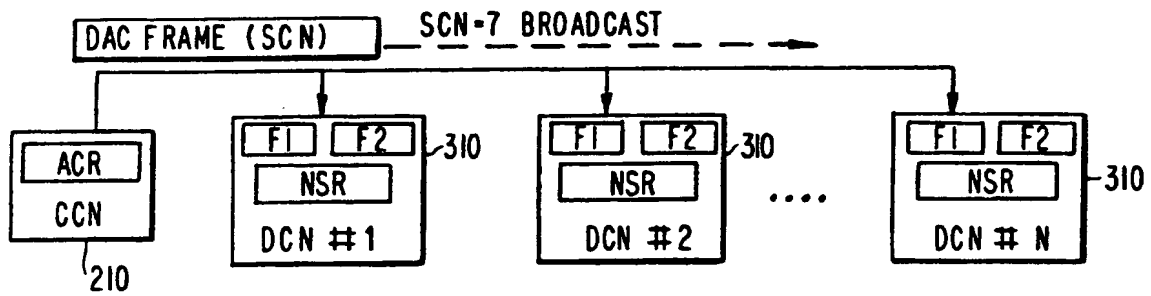 DAC FRAME (SCN)
SCN=7 BROADCAST
ACR
CCN
210
F1 F2
NSR
DCN #1
310
F1 F2
NSR
DCN #2
310
....
F1 F2
NSR
DCN # N
310